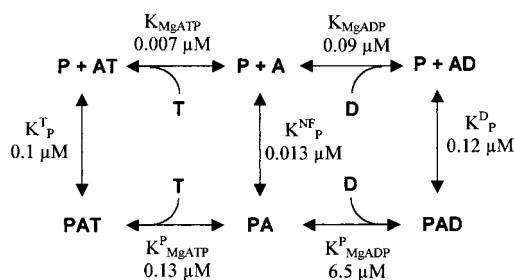 K_MgATP K_MgADP
0.007 µM 0.09 µM
P + AT P + A P + AD
T D
K^T_P K^NF_P K^D_P
0.1 µM 0.013 µM 0.12 µM
T D
PAT PA PAD
K^P_MgATP K^P_MgADP
0.13 µM 6.5 µM